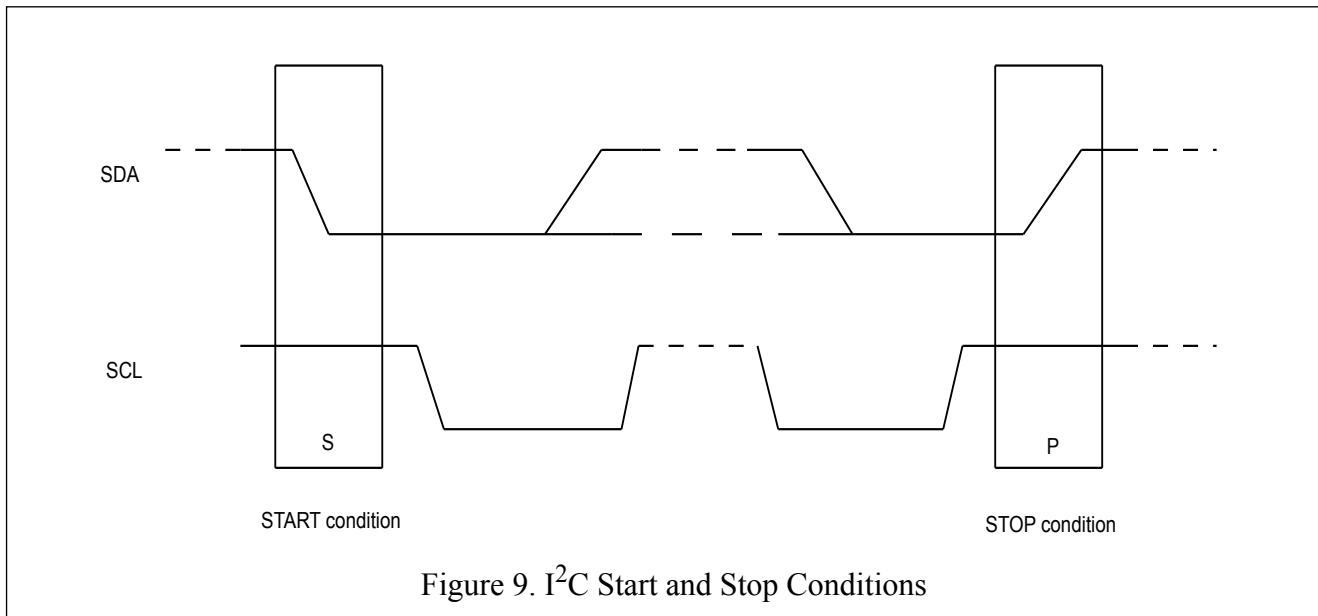 SDA
SCL
S
P
START condition
STOP condition
Figure 9. I²C Start and Stop Conditions